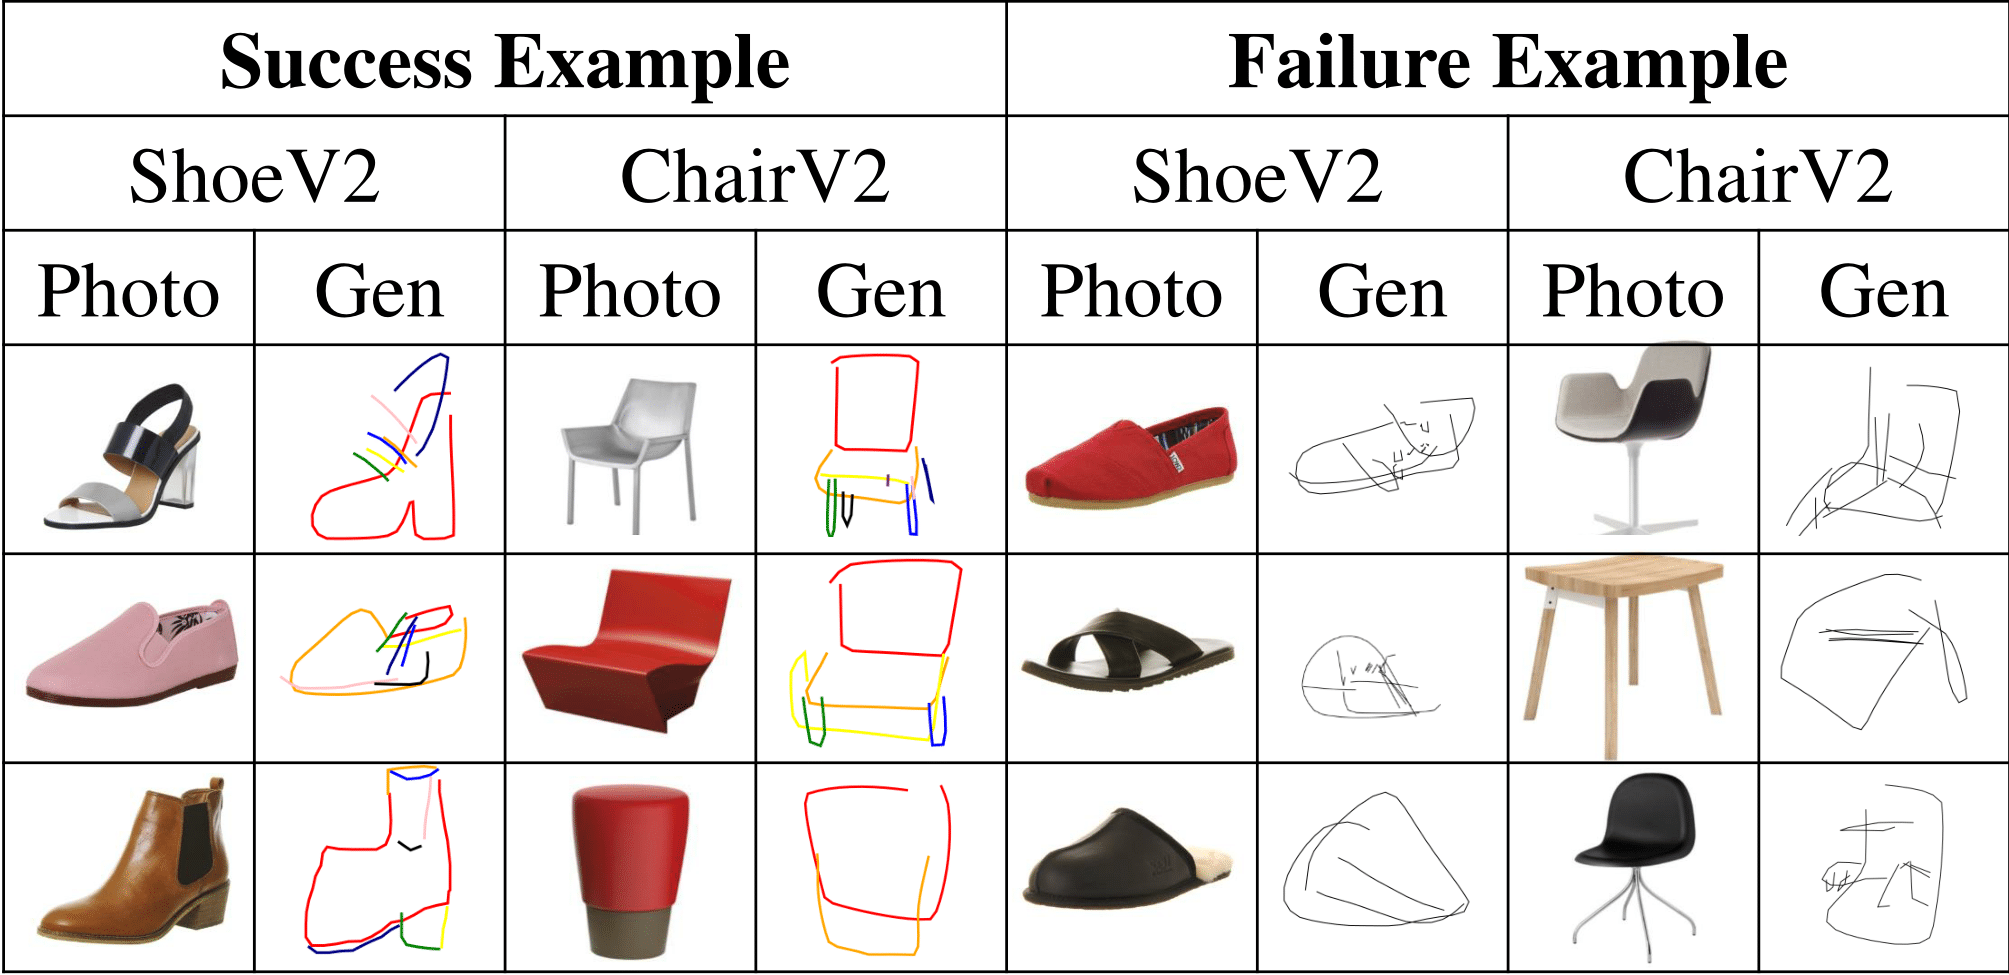 Success Example Failure Example
ShoeV2 ChairV2 ShoeV2 ChairV2
Photo Gen Photo Gen Photo Gen Photo Gen